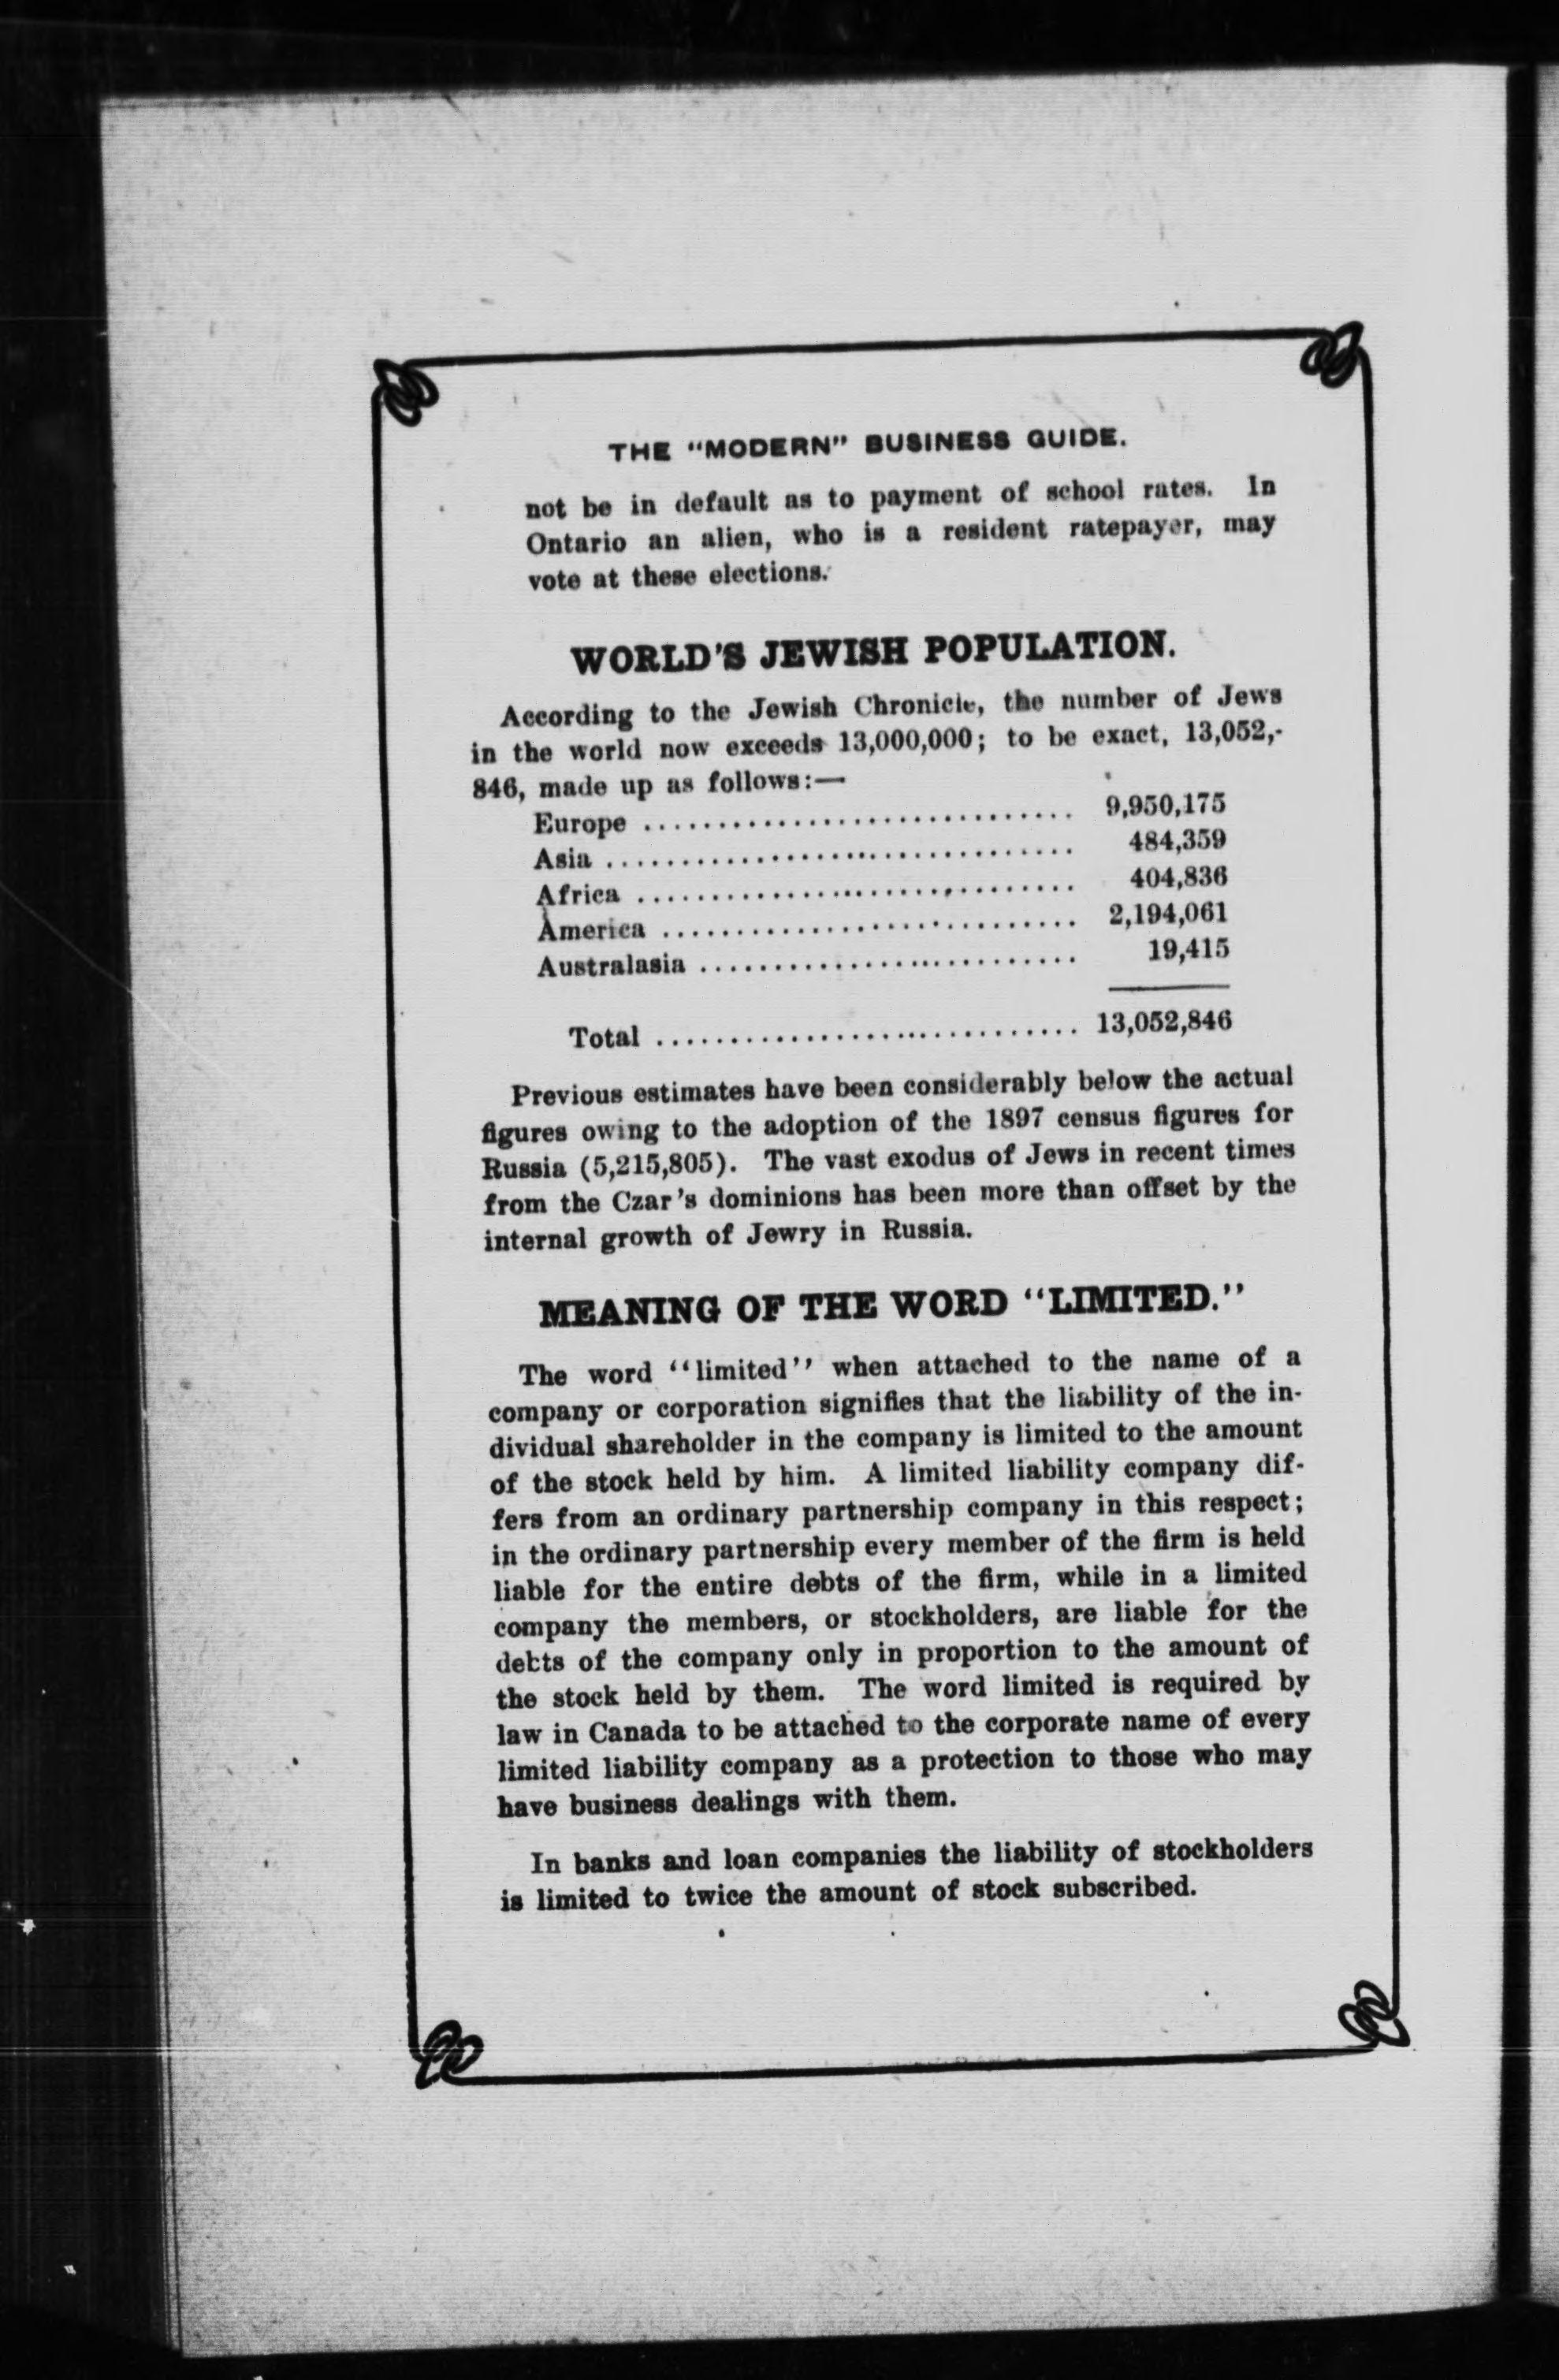 THE "MODERN" BUSINESS GUIDE.
not be in default as to payment of school rates. In
Ontario an alien, who is a resident ratepayer, may
vote at these elections.
WORLD'S JEWISH POPULATION.
According to the Jewish Chronicle, the number of Jews
in the world now exceeds 13,000,000; to be exact, 13,052,-
846, made up as follows:—
Europe .............................. 9,950,175
Asia ................................ 484,359
Africa .............................. 404,836
America ............................. 2,194,061
Australasia .......................... 19,415
Total ............................. 13,052,846
Previous estimates have been considerably below the actual
figures owing to the adoption of the 1897 census figures for
Russia (5,215,805). The vast exodus of Jews in recent times
from the Czar's dominions has been more than offset by the
internal growth of Jewry in Russia.
MEANING OF THE WORD "LIMITED."
The word "limited" when attached to the name of a
company or corporation signifies that the liability of the in-
dividual shareholder in the company is limited to the amount
of the stock held by him. A limited liability company dif-
fers from an ordinary partnership company in this respect;
in the ordinary partnership every member of the firm is held
liable for the entire debts of the firm, while in a limited
company the members, or stockholders, are liable for the
debts of the company only in proportion to the amount of
the stock held by them. The word limited is required by
law in Canada to be attached to the corporate name of every
limited liability company as a protection to those who may
have business dealings with them.
In banks and loan companies the liability of stockholders
is limited to twice the amount of stock subscribed.